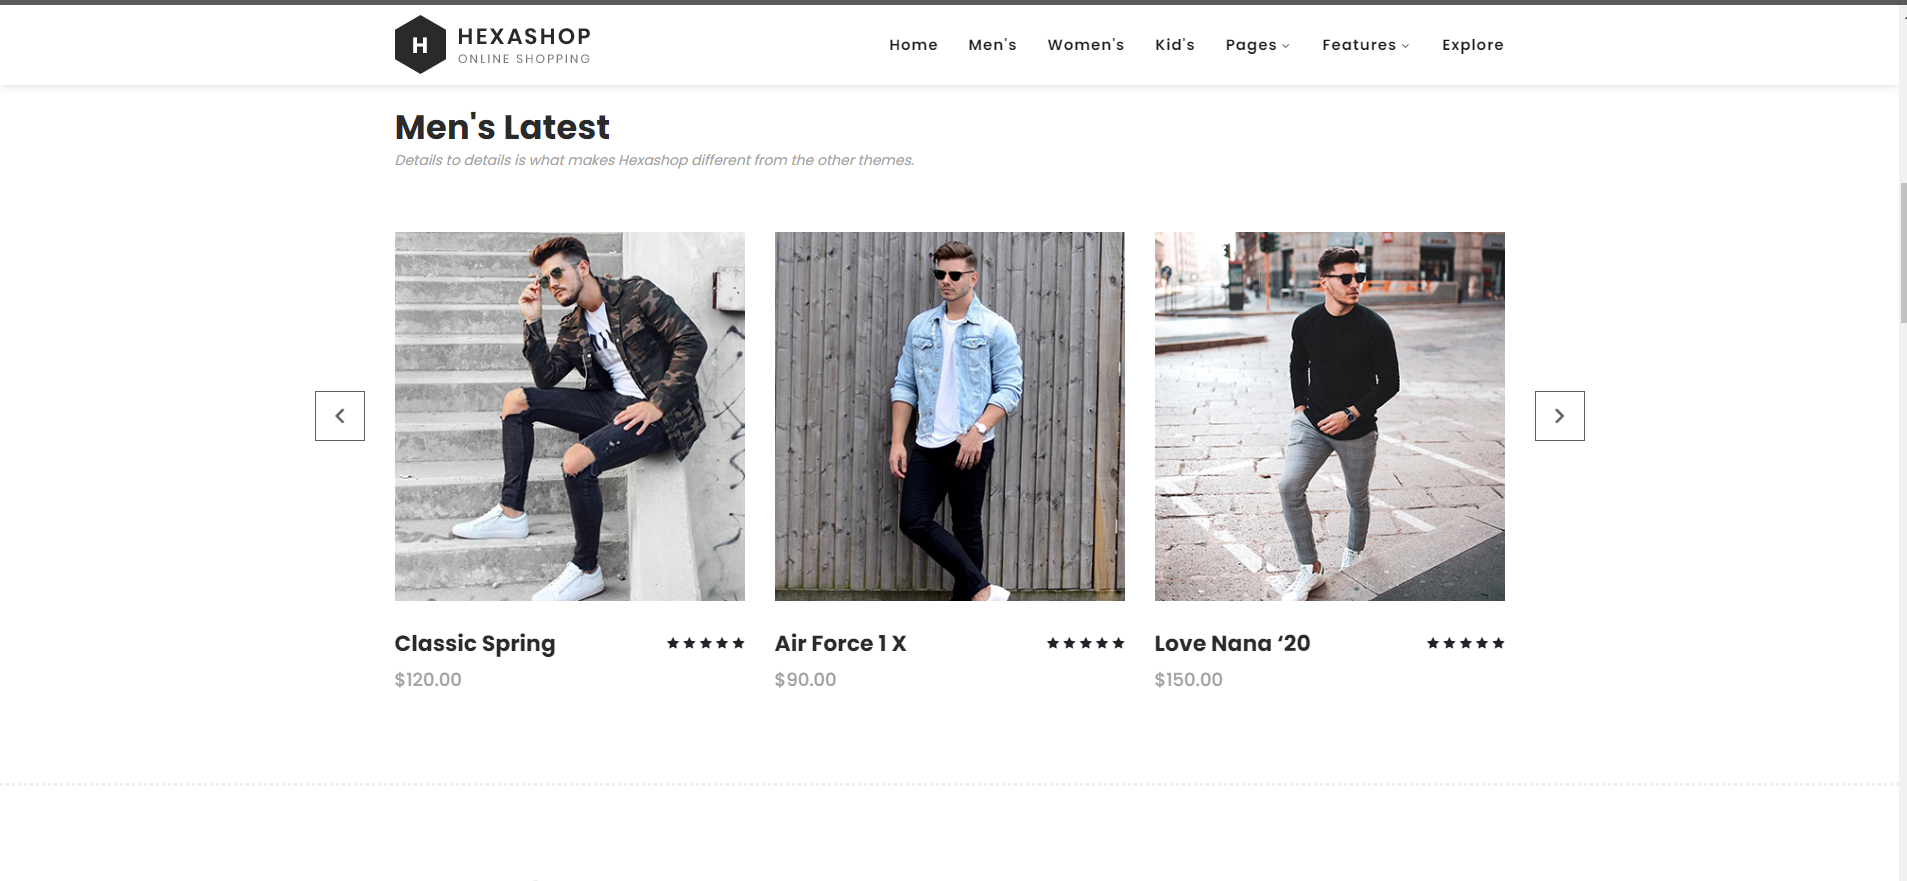 H
HEXASHOP
ONLINE SHOPPING
Home Men's Women's Kid's Pages Features Explore
Men's Latest
Details to details is what makes Hexashop different from the other themes.
Classic Spring
$120.00
Air Force 1 X
$90.00
Love Nana ‘20
$150.00